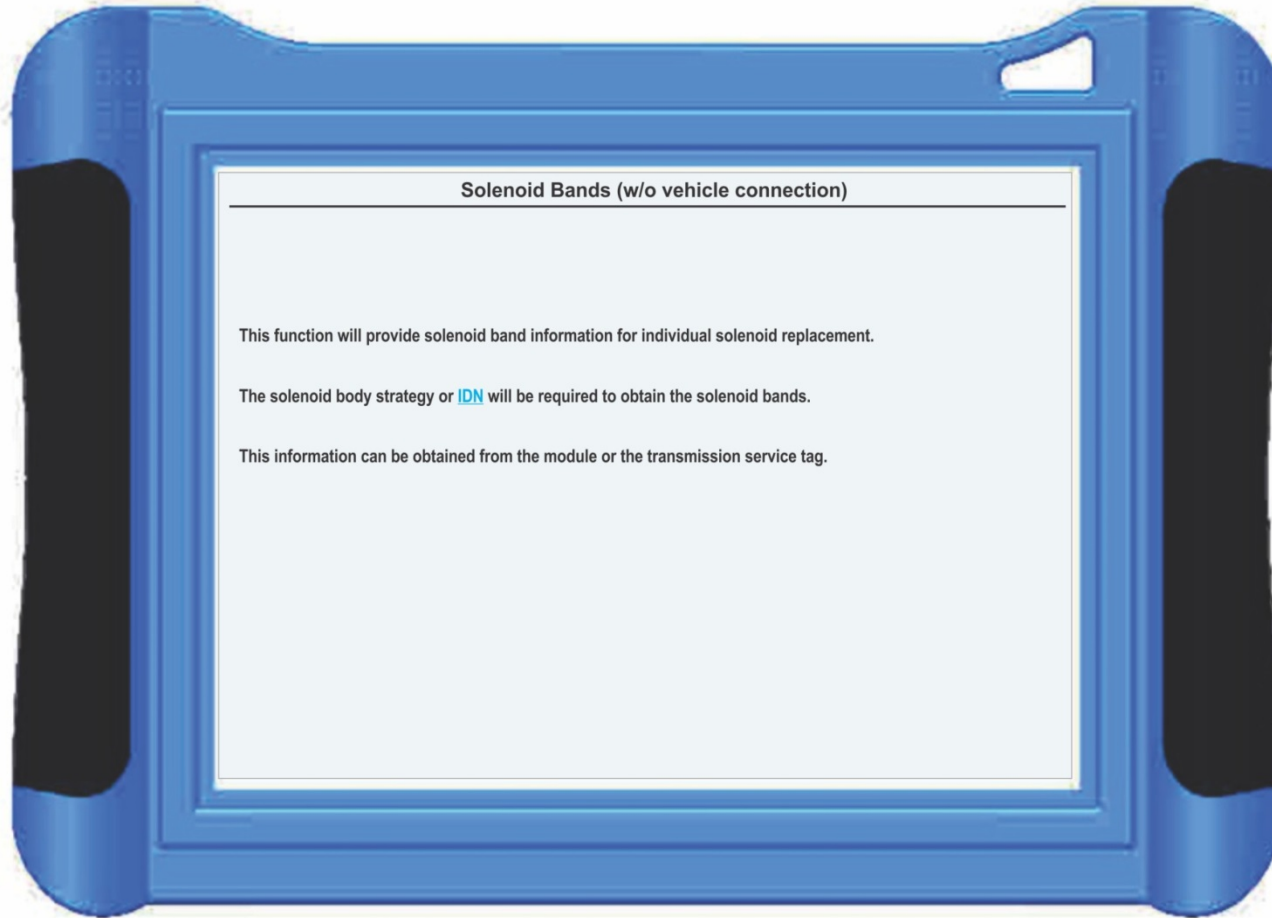 Solenoid Bands (w/o vehicle connection)
This function will provide solenoid band information for individual solenoid replacement.
The solenoid body strategy or IDN will be required to obtain the solenoid bands.
This information can be obtained from the module or the transmission service tag.